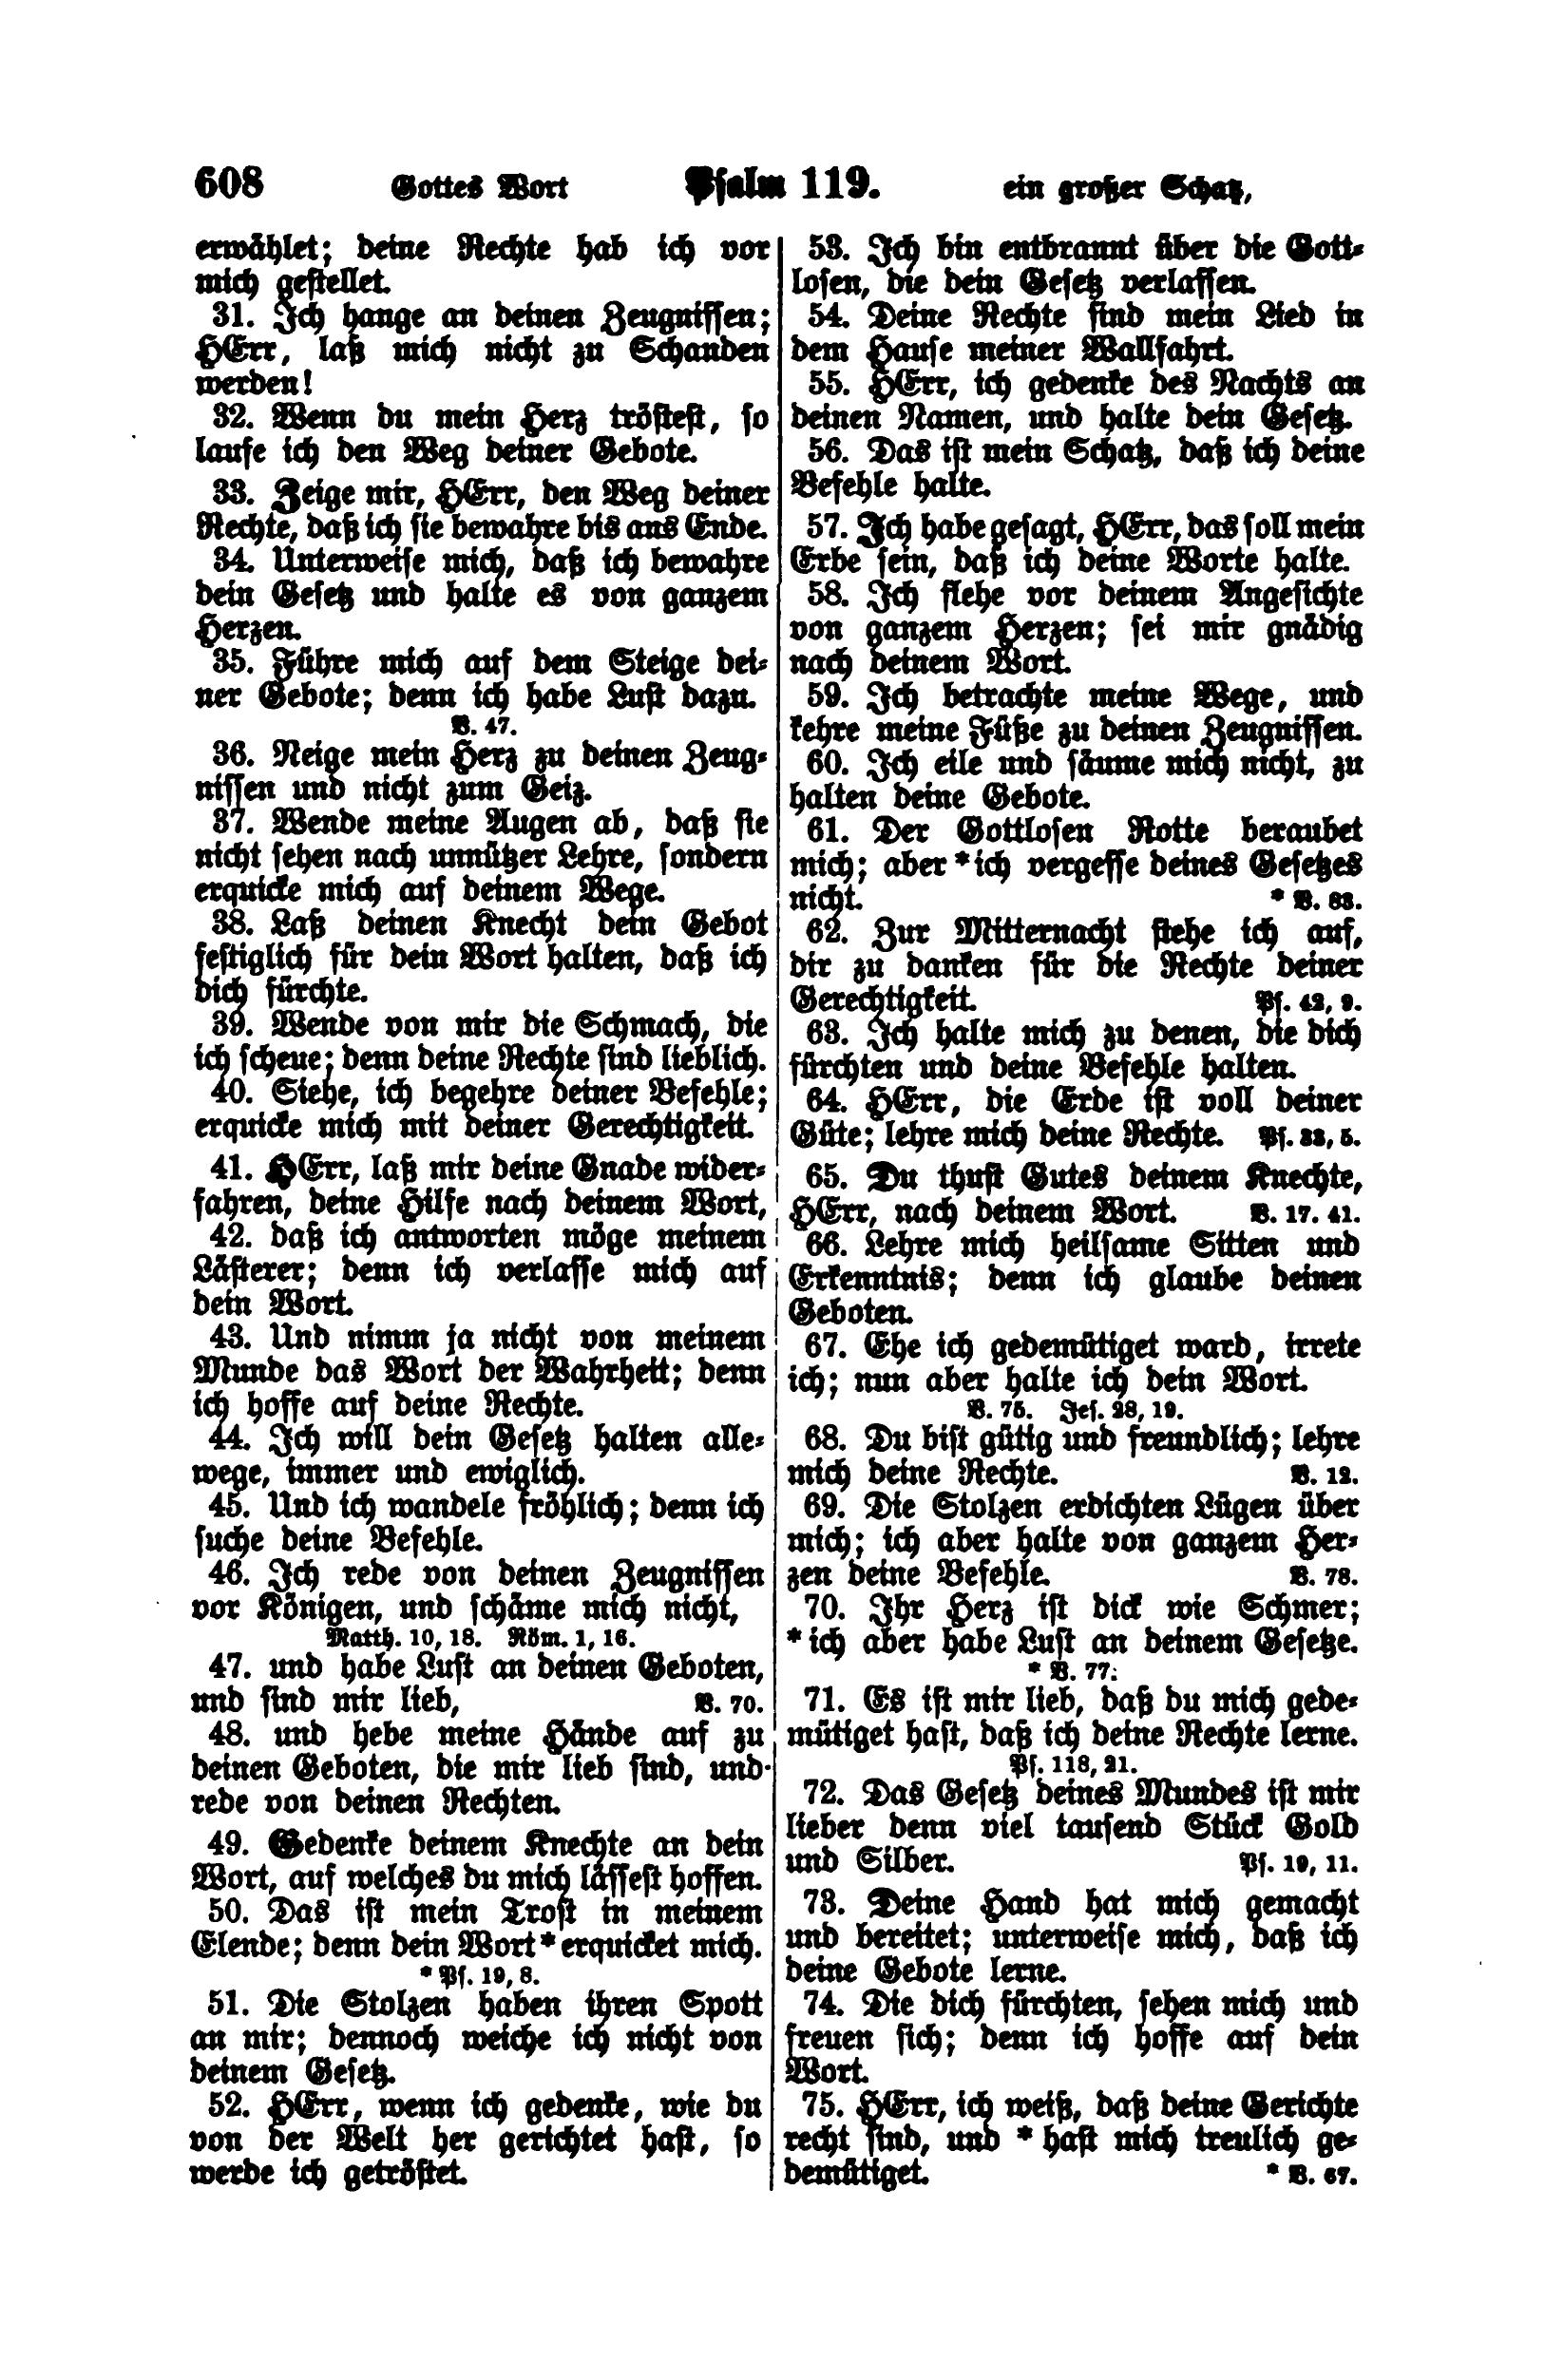 608 Gottes Wort Psalm 119. ein großer Schatz,
erwählet; deine Rechte hab ich vor
mich gestellet.
31. Ich hange an deinen Zeugnissen;
HErr, laß mich nicht zu Schanden
werden!
32. Wenn du mein Herz tröstest, so
laufe ich den Weg deiner Gebote.
33. Zeige mir, HErr, den Weg deiner
Rechte, daß ich sie bewahre bis ans Ende.
34. Unterweise mich, daß ich bewahre
dein Gesetz und halte es von ganzem
Herzen.
35. Führe mich auf dem Steige dei-
ner Gebote; denn ich habe Lust dazu.
V. 47.
36. Neige mein Herz zu deinen Zeug-
nissen und nicht zum Geiz.
37. Wende meine Augen ab, daß sie
nicht sehen nach unnützer Lehre, sondern
erquicke mich auf deinem Wege.
38. Laß deinen Knecht dein Gebot
festiglich für dein Wort halten, daß ich
dich fürchte.
39. Wende von mir die Schmach, die
ich scheue; denn deine Rechte sind lieblich.
40. Siehe, ich begehre deiner Befehle;
erquicke mich mit deiner Gerechtigkeit.
41. HErr, laß mir deine Gnade wider-
fahren, deine Hilfe nach deinem Wort,
42. daß ich antworten möge meinem
Lästerer; denn ich verlasse mich auf
dein Wort.
43. Und nimm ja nicht von meinem
Munde das Wort der Wahrheit; denn
ich hoffe auf deine Rechte.
44. Ich will dein Gesetz halten alle-
wege, immer und ewiglich.
45. Und ich wandele fröhlich; denn ich
suche deine Befehle.
46. Ich rede von deinen Zeugnissen
vor Königen, und schäme mich nicht,
Matth. 10, 18. Röm. 1, 16.
47. und habe Lust an deinen Geboten,
und sind mir lieb, V. 70.
48. und hebe meine Hände auf zu
deinen Geboten, die mir lieb sind, und
rede von deinen Rechten.
49. Gedenke deinem Knechte an dein
Wort, auf welches du mich lässest hoffen.
50. Das ist mein Trost in meinem
Elende; denn dein Wort * erquicket mich.
* Ps. 19, 8.
51. Die Stolzen haben ihren Spott
an mir; dennoch weiche ich nicht von
deinem Gesetz.
52. HErr, wenn ich gedenke, wie du
von der Welt her gerichtet hast, so
werde ich getröstet.
53. Ich bin entbrannt über die Gott-
losen, die dein Gesetz verlassen.
54. Deine Rechte sind mein Lied in
dem Hause meiner Wallfahrt.
55. HErr, ich gedenke des Nachts an
deinen Namen, und halte dein Gesetz.
56. Das ist mein Schatz, daß ich deine
Befehle halte.
57. Ich habe gesagt, HErr, das soll mein
Erbe sein, daß ich deine Worte halte.
58. Ich flehe vor deinem Angesichte
von ganzem Herzen; sei mir gnädig
nach deinem Wort.
59. Ich betrachte meine Wege, und
kehre meine Füße zu deinen Zeugnissen.
60. Ich eile und säume mich nicht, zu
halten deine Gebote.
61. Der Gottlosen Rotte beraubet
mich; aber * ich vergesse deines Gesetzes
nicht. * V. 83.
62. Zur Mitternacht stehe ich auf,
dir zu danken für die Rechte deiner
Gerechtigkeit. Ps. 42, 9.
63. Ich halte mich zu denen, die dich
fürchten und deine Befehle halten.
64. HErr, die Erde ist voll deiner
Güte; lehre mich deine Rechte. Ps. 33, 5.
65. Du thust Gutes deinem Knechte,
HErr, nach deinem Wort. V. 17. 41.
66. Lehre mich heilsame Sitten und
Erkenntnis; denn ich glaube deinen
Geboten.
67. Ehe ich gedemütiget ward, irrete
ich; nun aber halte ich dein Wort.
V. 75. Jes. 28, 19.
68. Du bist gütig und freundlich; lehre
mich deine Rechte. V. 12.
69. Die Stolzen erdichten Lügen über
mich; ich aber halte von ganzem Her-
zen deine Befehle. V. 78.
70. Ihr Herz ist dick wie Schmer;
* ich aber habe Lust an deinem Gesetze.
* V. 77.
71. Es ist mir lieb, daß du mich gede-
mütiget hast, daß ich deine Rechte lerne.
Ps. 118, 21.
72. Das Gesetz deines Mundes ist mir
lieber denn viel tausend Stück Gold
und Silber. Ps. 19, 11.
73. Deine Hand hat mich gemacht
und bereitet; unterweise mich, daß ich
deine Gebote lerne.
74. Die dich fürchten, sehen mich und
freuen sich; denn ich hoffe auf dein
Wort.
75. HErr, ich weiß, daß deine Gerichte
recht sind, und * hast mich treulich ge-
demütiget. * V. 67.